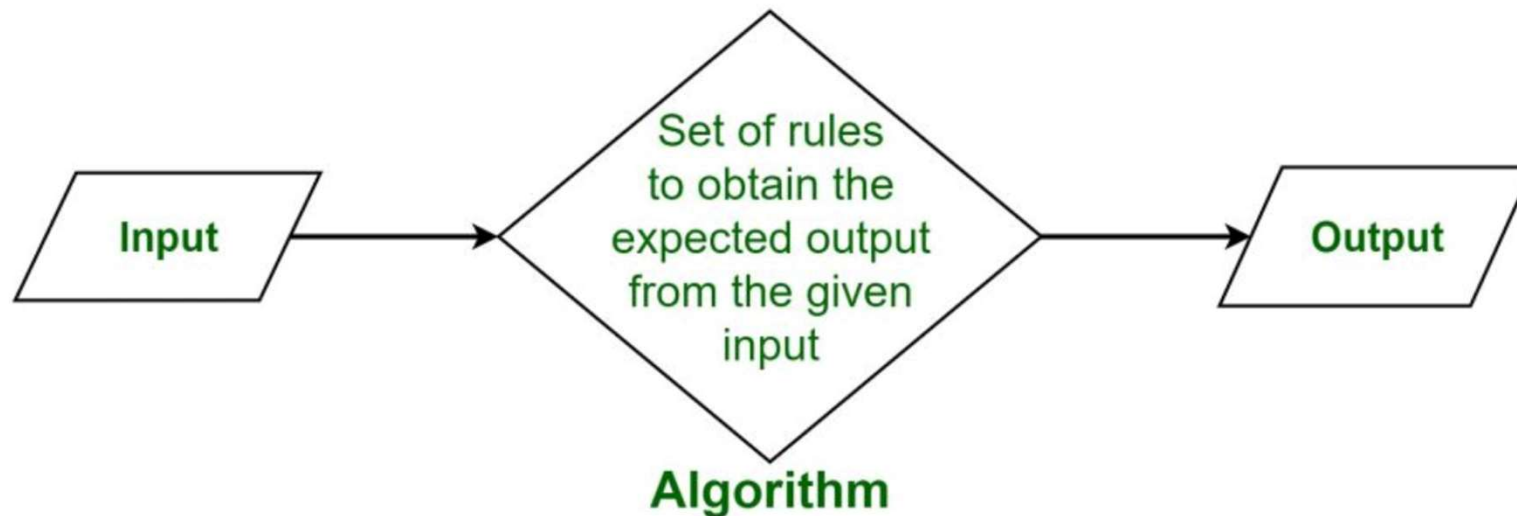 Input
Set of rules
to obtain the
expected output
from the given
input
Output
Algorithm